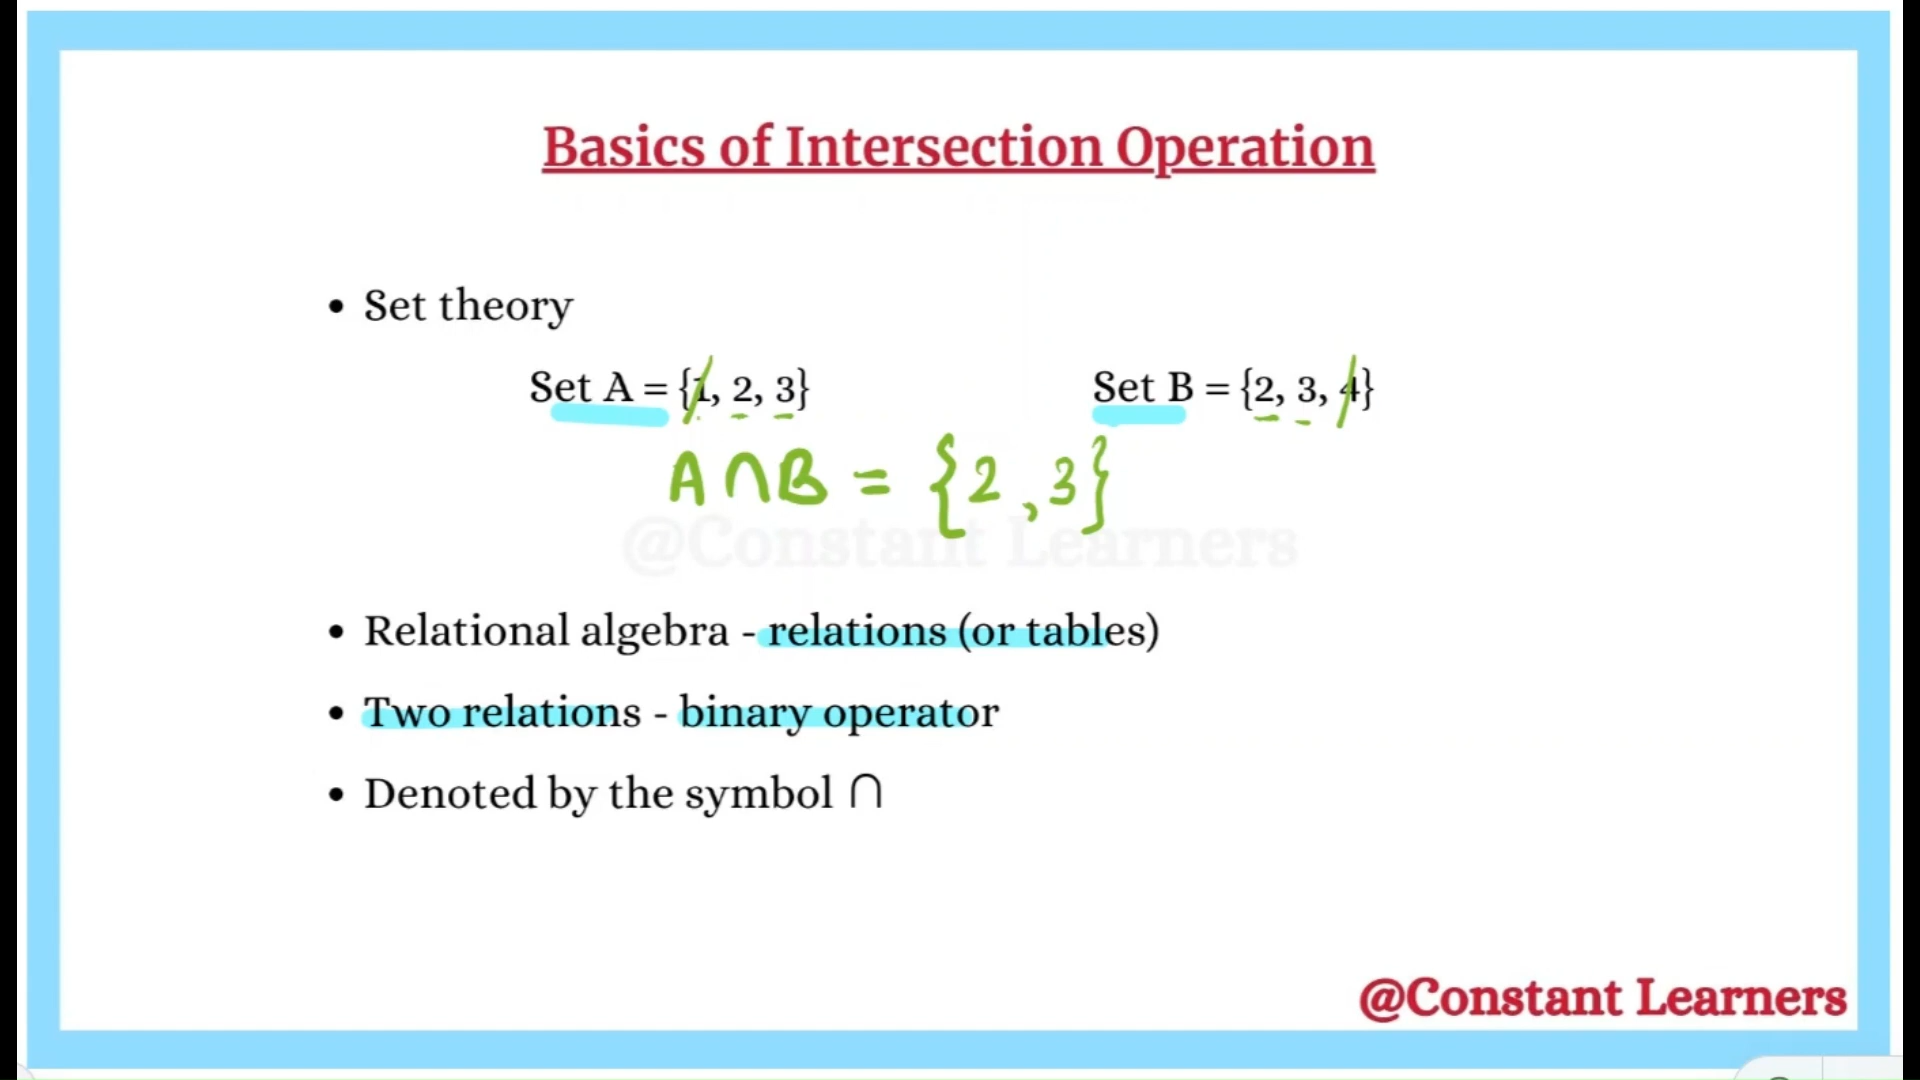 Basics of Intersection Operation
• Set theory
Set A = {1, 2, 3}
Set B = {2, 3, 4}
A∩B = {2,3}
@Constant Learners
• Relational algebra - relations (or tables)
• Two relations - binary operator
• Denoted by the symbol ∩
@Constant Learners